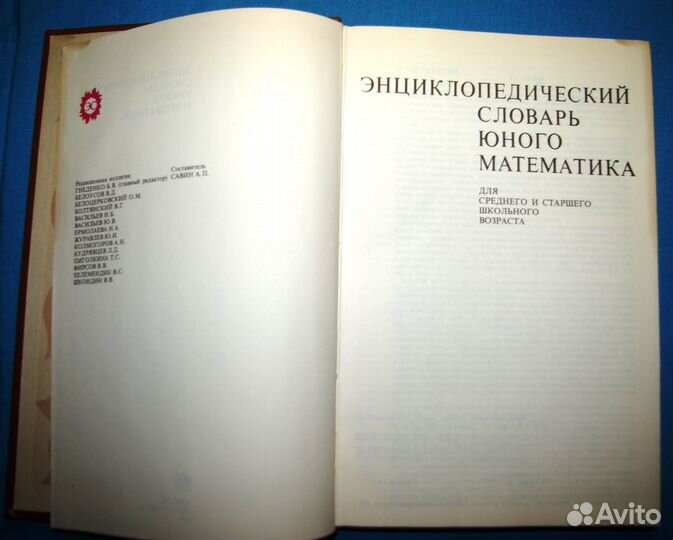 ЭС
Редакционная коллегия:
Составитель
ГНЕДЕНКО Б.В. (главный редактор) САВИН А.П.
БЕЛОУСОВ В.Д.
БЕЛОЦЕРКОВСКИЙ О.М.
БОЛТЯНСКИЙ В.Г.
ВАСИЛЬЕВ Н.Б.
ВАСИЛЬЕВ Ю.В.
ЕРМОЛАЕВА Н.А.
ЖУРАВЛЕВ Ю.И.
КОЛМОГОРОВ А.Н.
КУДРЯВЦЕВ Л.Д.
ПИГОЛКИНА Т.С.
ФИРСОВ В.В.
ХЕЛЕМЕНДИК В.С.
ШКОНДИН В.В.
ЭНЦИКЛОПЕДИЧЕСКИЙ
СЛОВАРЬ
ЮНОГО
МАТЕМАТИКА
ДЛЯ
СРЕДНЕГО И СТАРШЕГО
ШКОЛЬНОГО
ВОЗРАСТА
Avito